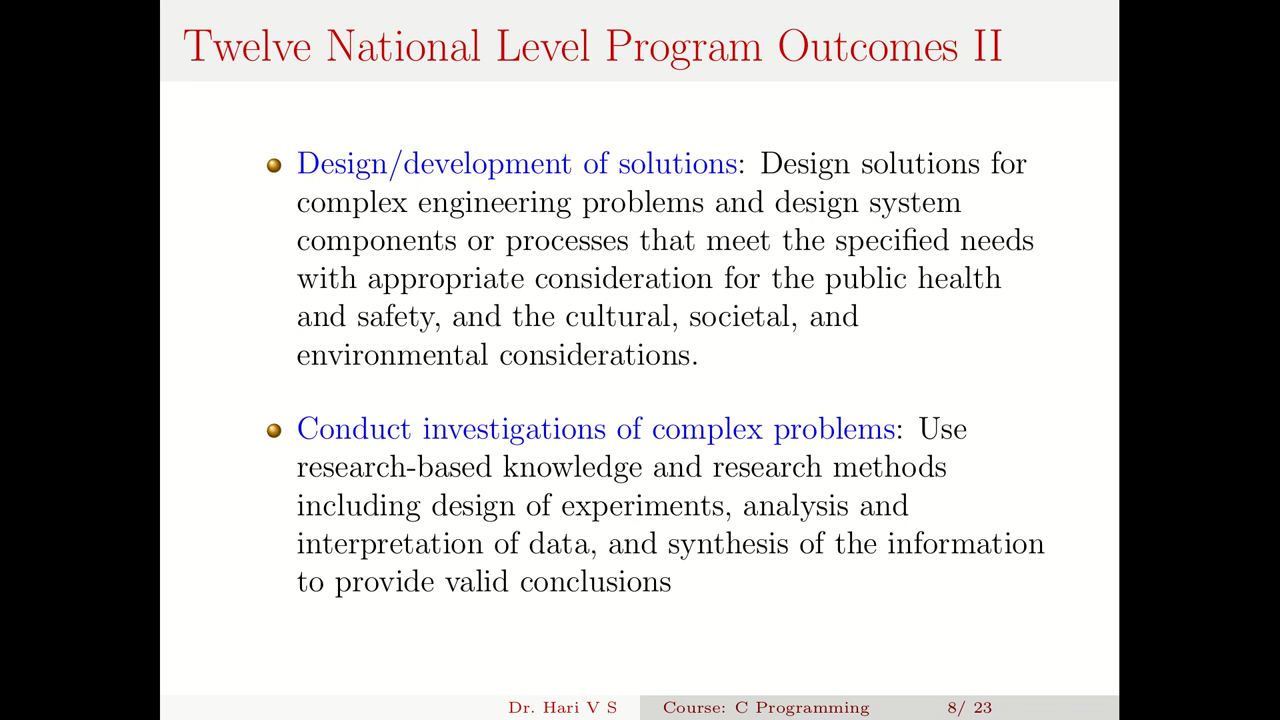 Twelve National Level Program Outcomes II
Design/development of solutions: Design solutions for
complex engineering problems and design system
components or processes that meet the specified needs
with appropriate consideration for the public health
and safety, and the cultural, societal, and
environmental considerations.
Conduct investigations of complex problems: Use
research-based knowledge and research methods
including design of experiments, analysis and
interpretation of data, and synthesis of the information
to provide valid conclusions
Dr. Hari V S Course: C Programming 8/ 23